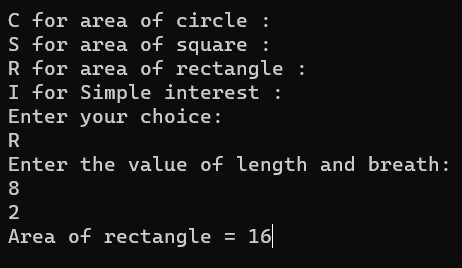 C for area of circle :
S for area of square :
R for area of rectangle :
I for Simple interest :
Enter your choice:
R
Enter the value of length and breath:
8
2
Area of rectangle = 16